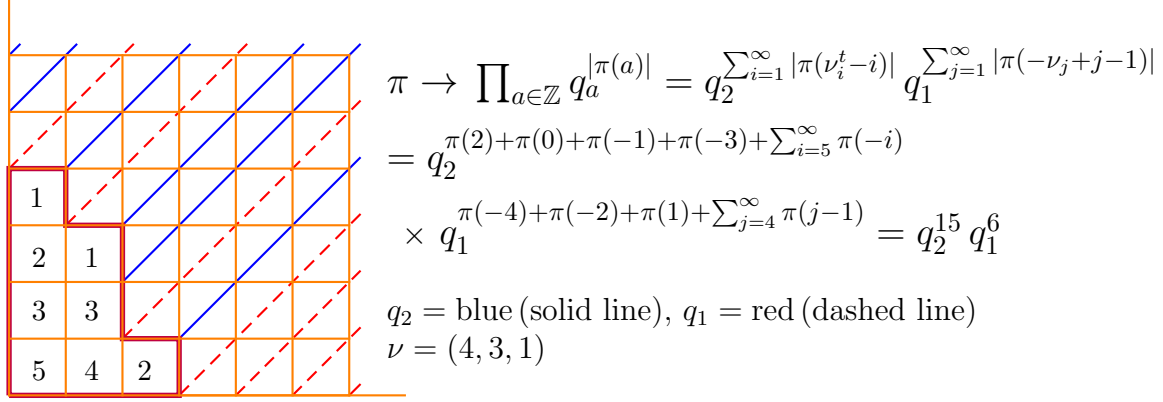 π → ∏_{a∈ℤ} q_a^{|π(a)|} = q_2^{∑_{i=1}^{∞} |π(ν_i^t−i)|} q_1^{∑_{j=1}^{∞} |π(−ν_j+j−1)|}
= q_2^{π(2)+π(0)+π(−1)+π(−3)+∑_{i=5}^{∞} π(−i)}
× q_1^{π(−4)+π(−2)+π(1)+∑_{j=4}^{∞} π(j−1)} = q_2^{15} q_1^{6}
q_2 = blue (solid line), q_1 = red (dashed line)
ν = (4, 3, 1)
1
2 1
3 3
5 4 2